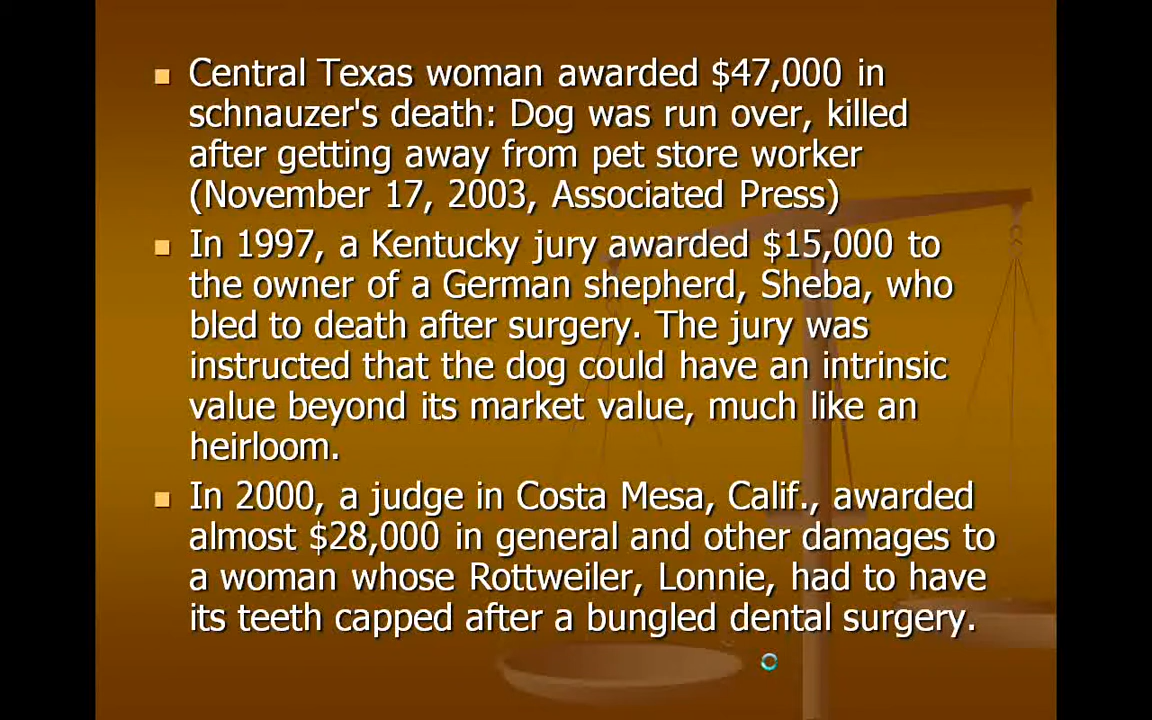 Central Texas woman awarded $47,000 in
schnauzer's death: Dog was run over, killed
after getting away from pet store worker
(November 17, 2003, Associated Press)
In 1997, a Kentucky jury awarded $15,000 to
the owner of a German shepherd, Sheba, who
bled to death after surgery. The jury was
instructed that the dog could have an intrinsic
value beyond its market value, much like an
heirloom.
In 2000, a judge in Costa Mesa, Calif., awarded
almost $28,000 in general and other damages to
a woman whose Rottweiler, Lonnie, had to have
its teeth capped after a bungled dental surgery.